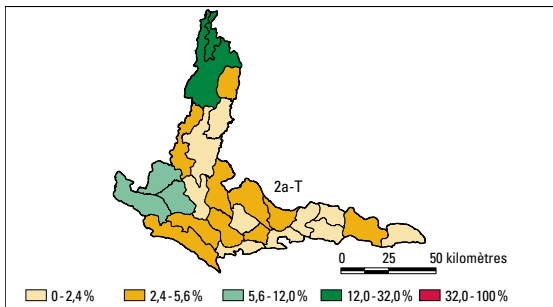 2a-T
0 25 50 kilomètres
0 - 2,4 % 2,4 - 5,6 % 5,6 - 12,0 % 12,0 - 32,0 % 32,0 - 100 %